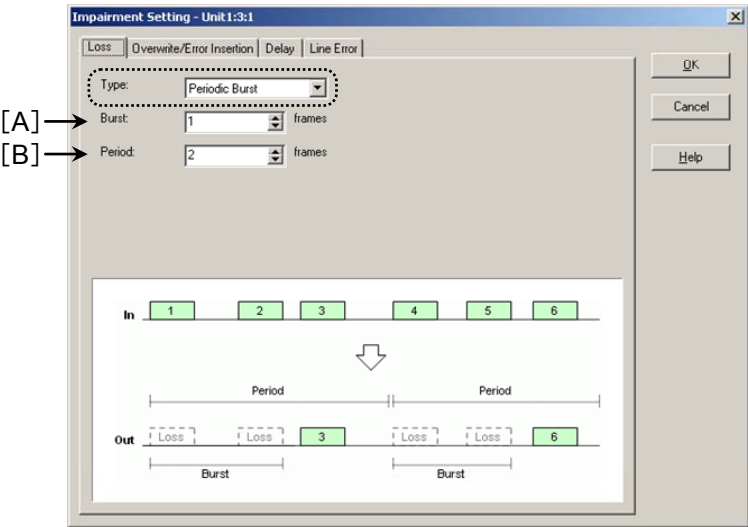 Impairment Setting - Unit1:3:1
Loss Overwrite/Error Insertion Delay Line Error
OK
Type: Periodic Burst
Cancel
[A] Burst: 1 frames
[B] Period: 2 frames
Help
In 1 2 3 4 5 6
Period Period
Out Loss Loss 3 Loss Loss 6
Burst Burst